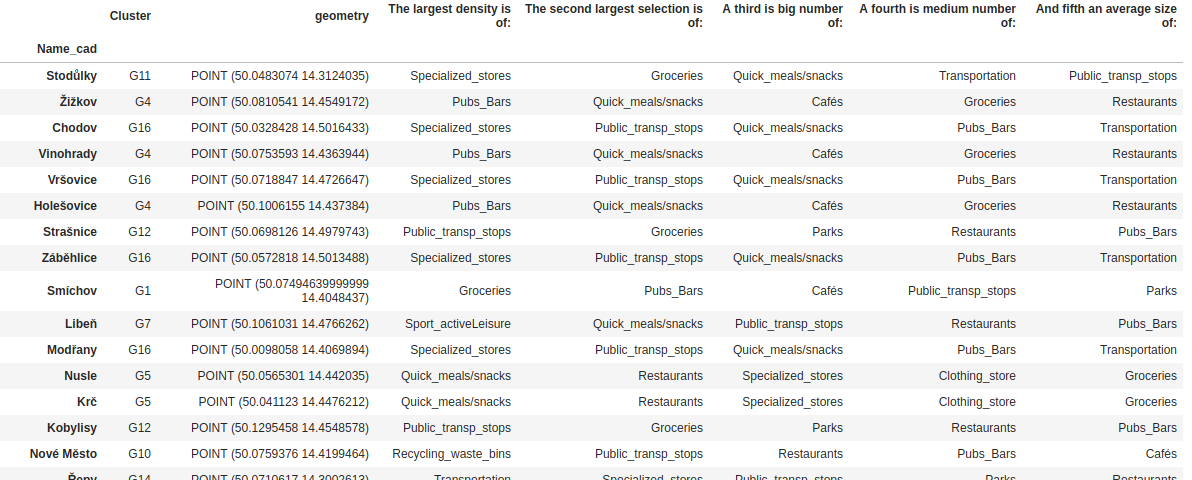 Cluster geometry The largest density is of: The second largest selection is of: A third is big number of: A fourth is medium number of: And fifth an average size of:
Name_cad
Stodůlky G11 POINT (50.0483074 14.3124035) Specialized_stores Groceries Quick_meals/snacks Transportation Public_transp_stops
Žižkov G4 POINT (50.0810541 14.4549172) Pubs_Bars Quick_meals/snacks Cafés Groceries Restaurants
Chodov G16 POINT (50.0328428 14.5016433) Specialized_stores Public_transp_stops Quick_meals/snacks Pubs_Bars Transportation
Vinohrady G4 POINT (50.0753593 14.4363944) Pubs_Bars Quick_meals/snacks Cafés Groceries Restaurants
Vršovice G16 POINT (50.0718847 14.4726647) Specialized_stores Public_transp_stops Quick_meals/snacks Pubs_Bars Transportation
Holešovice G4 POINT (50.1006155 14.437384) Pubs_Bars Quick_meals/snacks Cafés Groceries Restaurants
Strašnice G12 POINT (50.0698126 14.4979743) Public_transp_stops Groceries Parks Restaurants Pubs_Bars
Záběhlice G16 POINT (50.0572818 14.5013488) Specialized_stores Public_transp_stops Quick_meals/snacks Pubs_Bars Transportation
Smíchov G1 POINT (50.07494639999999 14.4048437) Groceries Pubs_Bars Cafés Public_transp_stops Parks
Libeň G7 POINT (50.1061031 14.4766262) Sport_activeLeisure Quick_meals/snacks Public_transp_stops Restaurants Pubs_Bars
Modřany G16 POINT (50.0098058 14.4069894) Specialized_stores Public_transp_stops Quick_meals/snacks Pubs_Bars Transportation
Nusle G5 POINT (50.0565301 14.442035) Quick_meals/snacks Restaurants Specialized_stores Clothing_store Groceries
Krč G5 POINT (50.041123 14.4476212) Quick_meals/snacks Restaurants Specialized_stores Clothing_store Groceries
Kobylisy G12 POINT (50.1295458 14.4548578) Public_transp_stops Groceries Parks Restaurants Pubs_Bars
Nové Město G10 POINT (50.0759376 14.4199464) Recycling_waste_bins Public_transp_stops Restaurants Pubs_Bars Cafés
Řepy G14 POINT (50.0710617 14.3002613) Transportation Specialized_stores Public_transp_stops Parks Restaurants